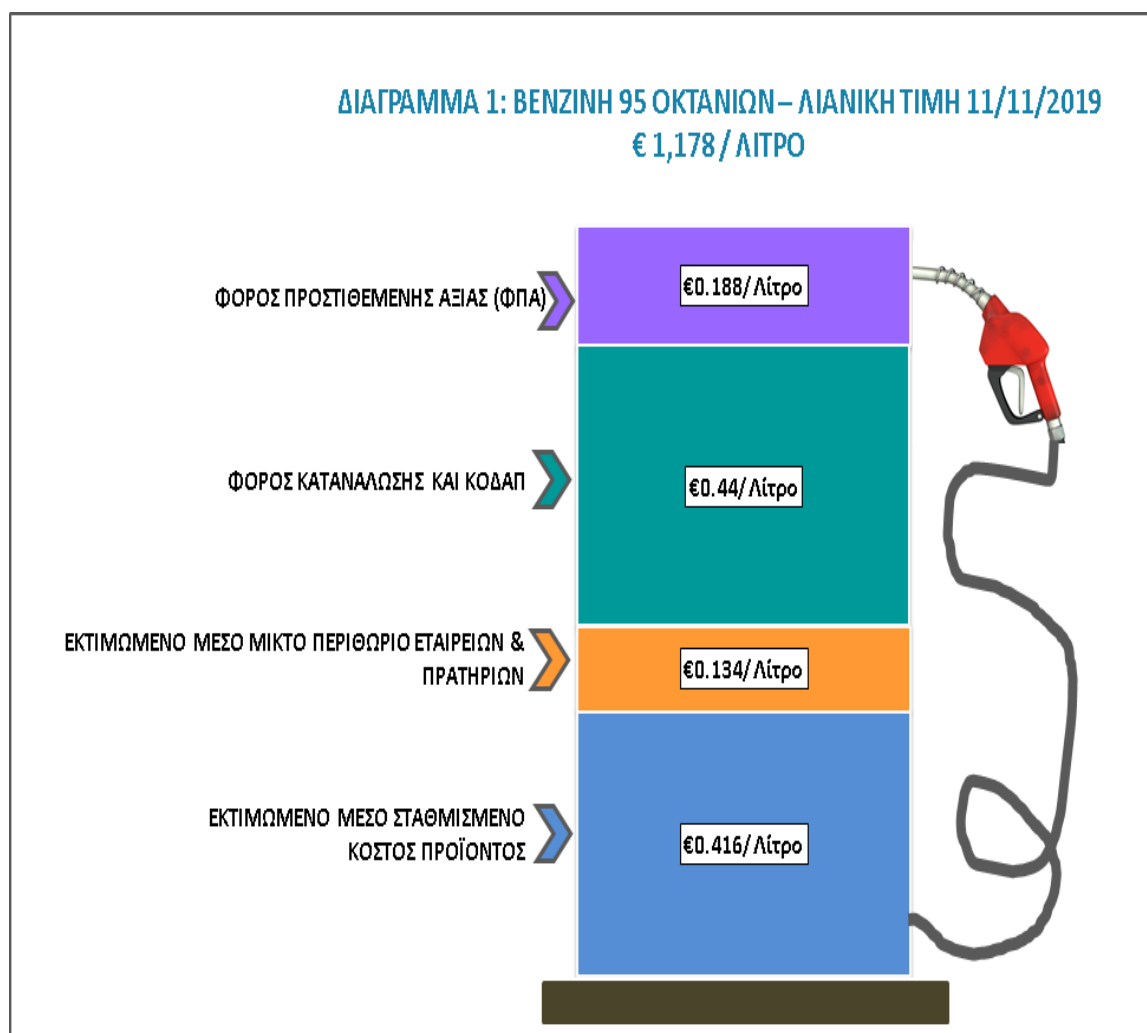 ΔΙΑΓΡΑΜΜΑ 1: ΒΕΝΖΙΝΗ 95 ΟΚΤΑΝΙΩΝ – ΛΙΑΝΙΚΗ ΤΙΜΗ 11/11/2019
€ 1,178 / ΛΙΤΡΟ
€0.188/ Λίτρο
ΦΟΡΟΣ ΠΡΟΣΤΙΘΕΜΕΝΗΣ ΑΞΙΑΣ (ΦΠΑ)
ΦΟΡΟΣ ΚΑΤΑΝΑΛΩΣΗΣ ΚΑΙ ΚΟΔΑΠ
€0.44/ Λίτρο
ΕΚΤΙΜΩΜΕΝΟ ΜΕΣΟ ΜΙΚΤΟ ΠΕΡΙΘΩΡΙΟ ΕΤΑΙΡΕΙΩΝ &
ΠΡΑΤΗΡΙΩΝ
€0.134/ Λίτρο
ΕΚΤΙΜΩΜΕΝΟ ΜΕΣΟ ΣΤΑΘΜΙΣΜΕΝΟ
ΚΟΣΤΟΣ ΠΡΟΪΟΝΤΟΣ
€0.416/ Λίτρο